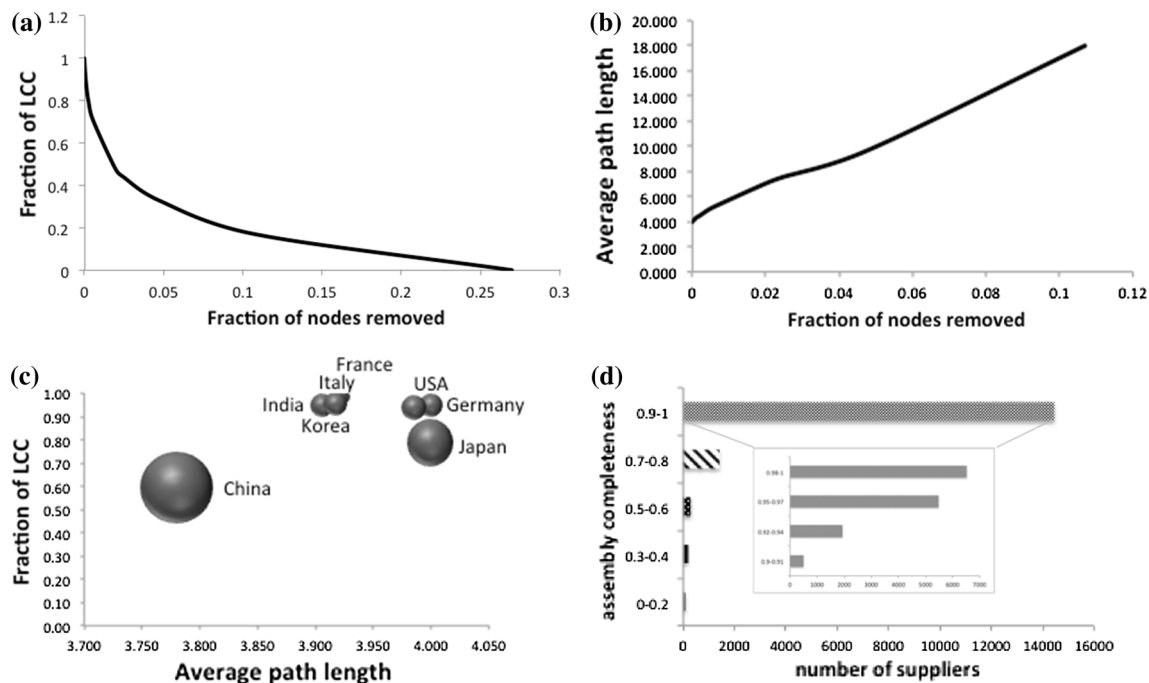 (a)
1.2
1
0.8
0.6
0.4
0.2
0
Fraction of LCC
0 0.05 0.1 0.15 0.2 0.25 0.3
Fraction of nodes removed
(b)
20.000
18.000
16.000
14.000
12.000
10.000
8.000
6.000
4.000
2.000
0.000
Average path length
0 0.02 0.04 0.06 0.08 0.1 0.12
Fraction of nodes removed
(c)
1.00
0.90
0.80
0.70
0.60
0.50
0.40
0.30
0.20
0.10
0.00
Fraction of LCC
France
Italy
USA
India
Germany
Korea
Japan
China
3.700 3.750 3.800 3.850 3.900 3.950 4.000 4.050
Average path length
(d)
assembly completeness
0.9-1
0.7-0.8
0.5-0.6
0.3-0.4
0-0.2
0.98-1
0.95-0.97
0.92-0.94
0.9-0.91
0 1000 2000 3000 4000 5000 6000 7000
0 2000 4000 6000 8000 10000 12000 14000 16000
number of suppliers